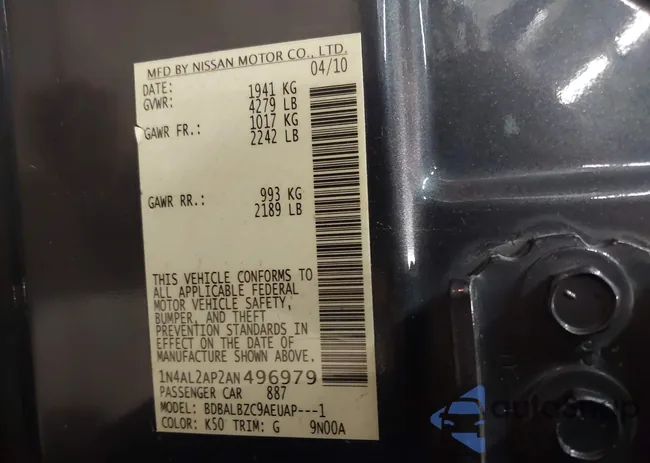 MFD BY NISSAN MOTOR CO., LTD.
DATE: 04/10
GVWR: 1941 KG
4279 LB
GAWR FR.: 1017 KG
2242 LB
GAWR RR.: 993 KG
2189 LB
THIS VEHICLE CONFORMS TO
ALL APPLICABLE FEDERAL
MOTOR VEHICLE SAFETY,
BUMPER, AND THEFT
PREVENTION STANDARDS IN
EFFECT ON THE DATE OF
MANUFACTURE SHOWN ABOVE.
1N4AL2AP2AN496979
PASSENGER CAR 887
MODEL: BDBALBZC9AEUAP---1
COLOR: K50 TRIM: G 9N00A